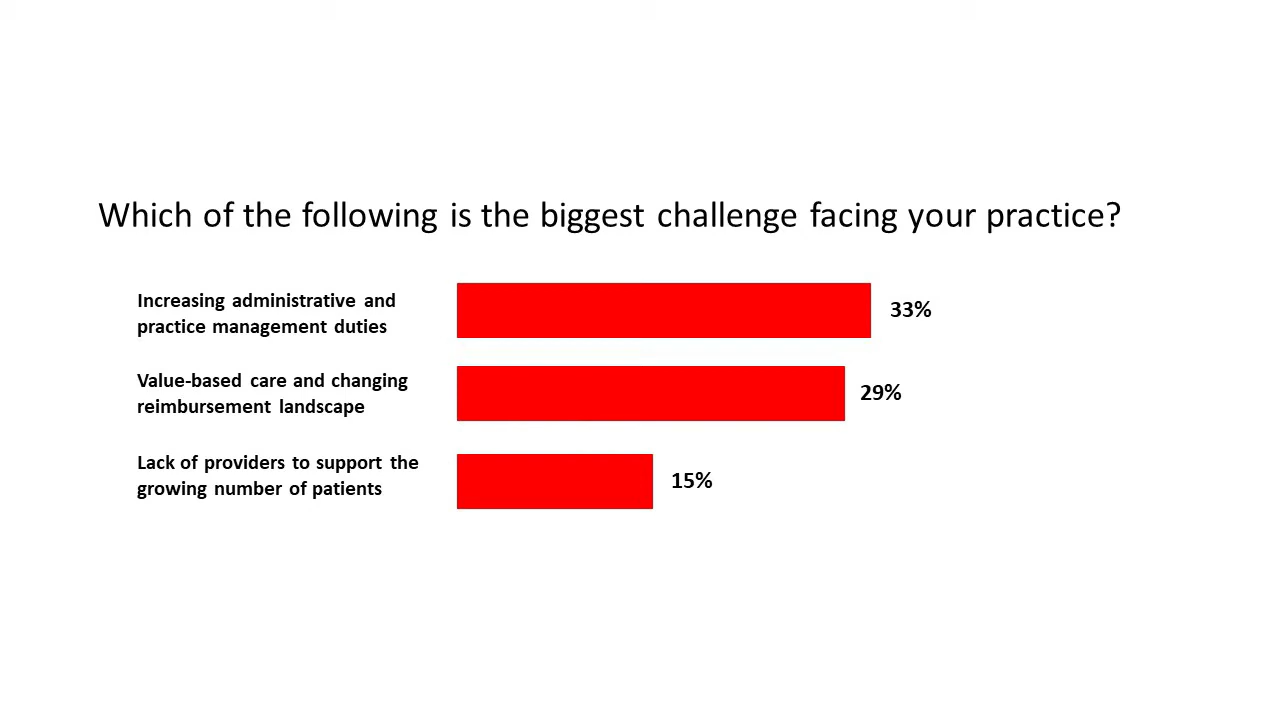 Which of the following is the biggest challenge facing your practice?
Increasing administrative and
practice management duties
33%
Value-based care and changing
reimbursement landscape
29%
Lack of providers to support the
growing number of patients
15%